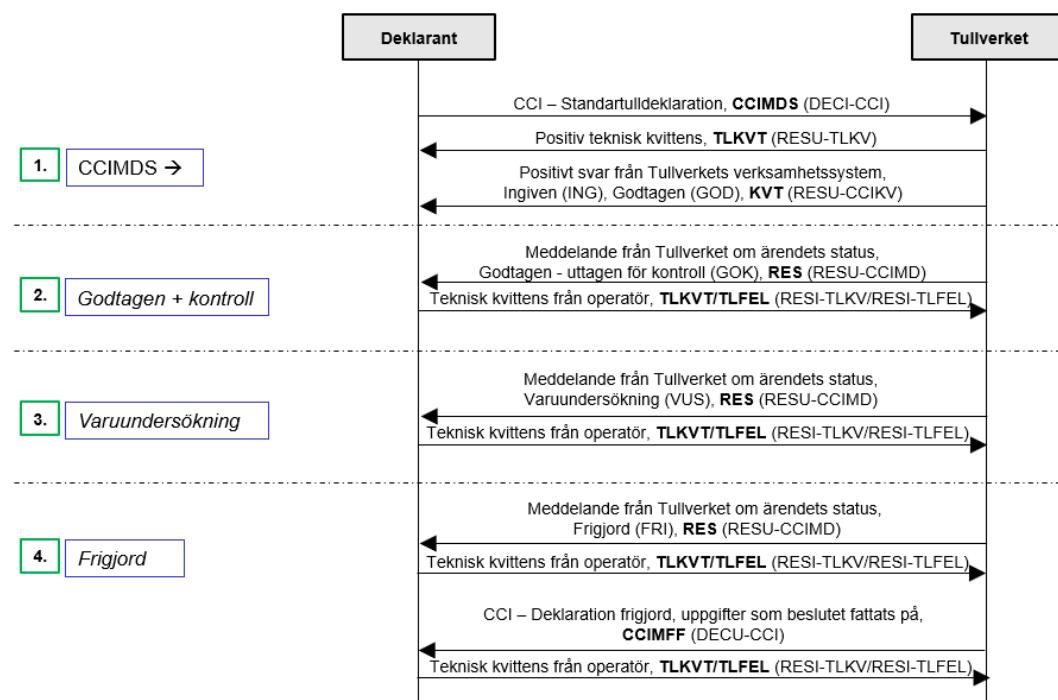 Deklarant
Tullverket
CCI – Standartulldeklaration, CCIMDS (DECI-CCI)
Positiv teknisk kvittens, TLKVT (RESU-TLKV)
1.
CCIMDS →
Positivt svar från Tullverkets verksamhetssystem,
Ingiven (ING), Godtagen (GOD), KVT (RESU-CCIKV)
Meddelande från Tullverket om ärendets status,
Godtagen - uttagen för kontroll (GOK), RES (RESU-CCIMD)
2.
Godtagen + kontroll
Teknisk kvittens från operatör, TLKVT/TLFEL (RESI-TLKV/RESI-TLFEL)
Meddelande från Tullverket om ärendets status,
Varuundersökning (VUS), RES (RESU-CCIMD)
3.
Varuundersökning
Teknisk kvittens från operatör, TLKVT/TLFEL (RESI-TLKV/RESI-TLFEL)
Meddelande från Tullverket om ärendets status,
Frigjord (FRI), RES (RESU-CCIMD)
4.
Frigjord
Teknisk kvittens från operatör, TLKVT/TLFEL (RESI-TLKV/RESI-TLFEL)
CCI – Deklaration frigjord, uppgifter som beslutet fattats på,
CCIMFF (DECU-CCI)
Teknisk kvittens från operatör, TLKVT/TLFEL (RESI-TLKV/RESI-TLFEL)